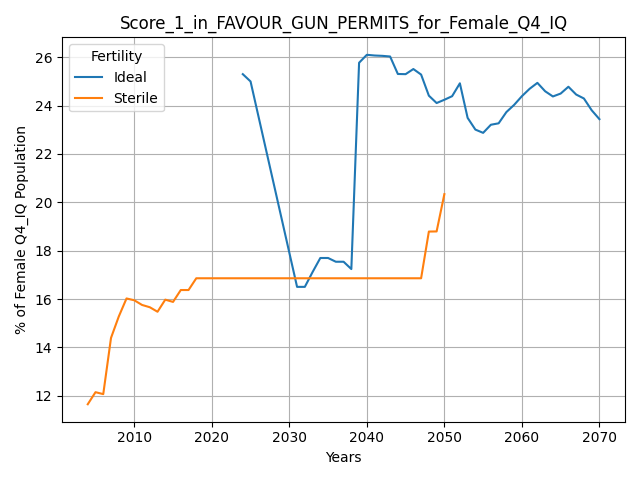 Score_1_in_FAVOUR_GUN_PERMITS_for_Female_Q4_IQ
Fertility
Ideal
Sterile
% of Female Q4_IQ Population
26
24
22
20
18
16
14
12
2010 2020 2030 2040 2050 2060 2070
Years